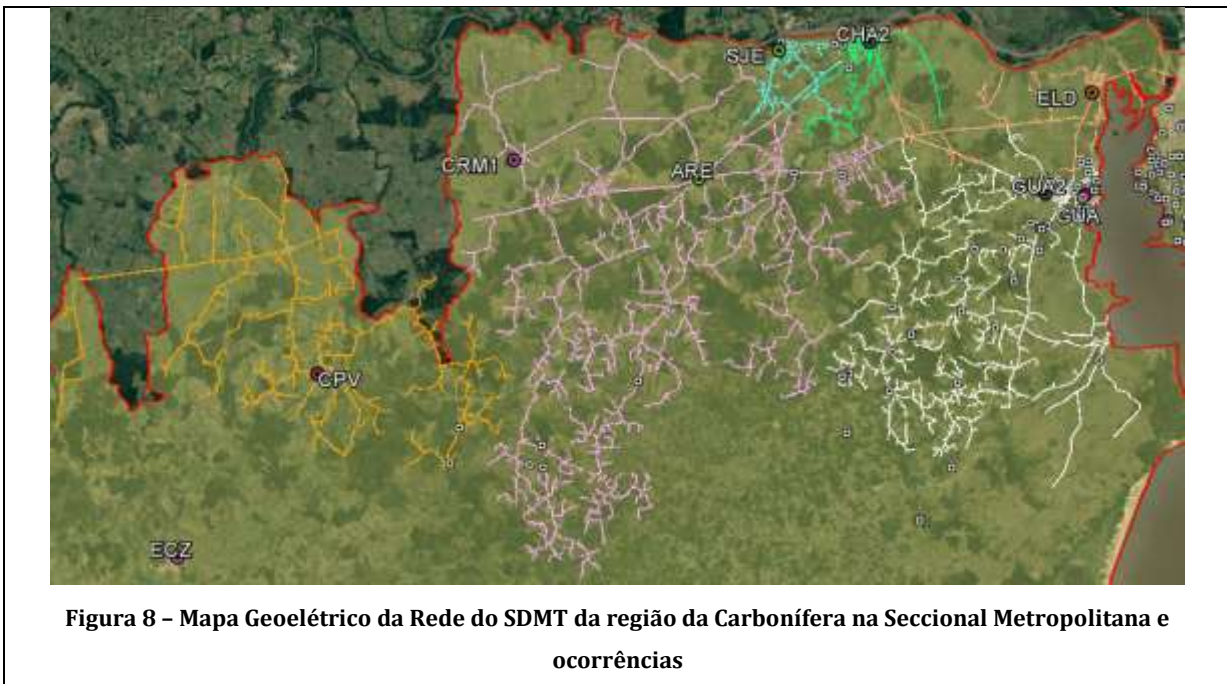 CHA2
SJE
ELD
CRM1
ARE
GUA2
GUA
CPV
ECZ
Figura 8 – Mapa Geoelétrico da Rede do SDMT da região da Carbonífera na Seccional Metropolitana e
ocorrências